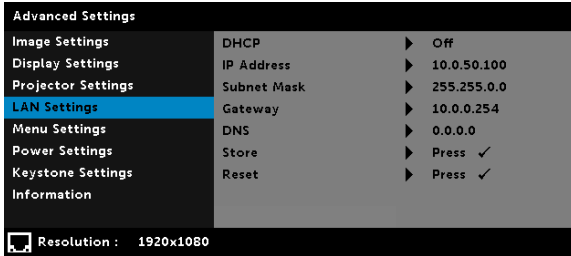 Advanced Settings
Image Settings
Display Settings
Projector Settings
LAN Settings
Menu Settings
Power Settings
Keystone Settings
Information
DHCP Off
IP Address 10.0.50.100
Subnet Mask 255.255.0.0
Gateway 10.0.0.254
DNS 0.0.0.0
Store Press ✓
Reset Press ✓
Resolution : 1920x1080